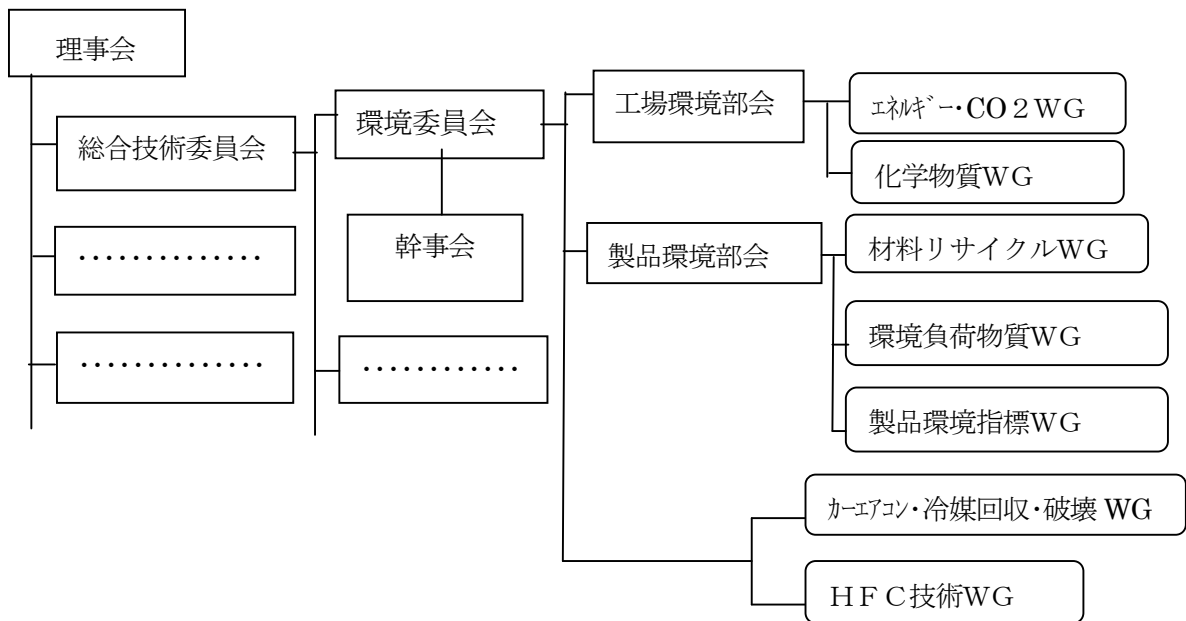 理事会
総合技術委員会
・・・・・・・・・・・・・・
・・・・・・・・・・・・・・
環境委員会
幹事会
・・・・・・・・・・・・
工場環境部会
ｴﾈﾙｷﾞｰ・CO２WG
化学物質WG
製品環境部会
材料リサイクルWＧ
環境負荷物質WＧ
製品環境指標WＧ
ｶｰｴｱｺﾝ・冷媒回収・破壊 WG
ＨＦＣ技術WＧ